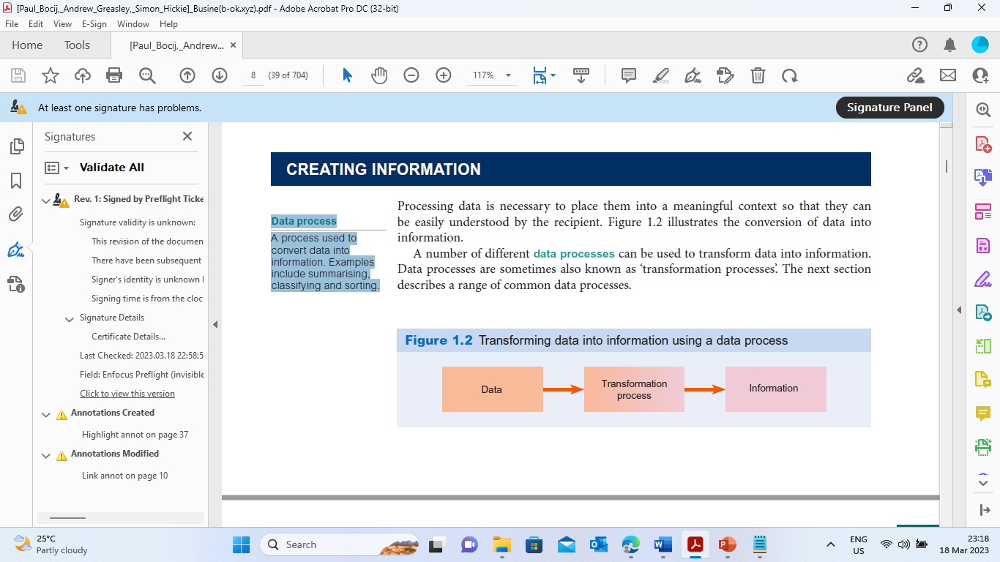 [Paul_Bocij,_Andrew_Greasley,_Simon_Hickie]_Busine(b-ok.xyz).pdf - Adobe Acrobat Pro DC (32-bit)
File Edit View E-Sign Window Help
Home Tools [Paul_Bocij,_Andrew... ×
8 (39 of 704) 117%
At least one signature has problems. Signature Panel
Signatures
Validate All
Rev. 1: Signed by Preflight Ticke
Signature validity is unknown:
This revision of the documen
There have been subsequent
Signer's identity is unknown
Signing time is from the cloc
Signature Details
Certificate Details...
Last Checked: 2023.03.18 22:58:5
Field: Enfocus Preflight (invisible
Click to view this version
Annotations Created
Highlight annot on page 37
Annotations Modified
Link annot on page 10
CREATING INFORMATION
Data process
A process used to
convert data into
information. Examples
include summarising,
classifying and sorting.
Processing data is necessary to place them into a meaningful context so that they can
be easily understood by the recipient. Figure 1.2 illustrates the conversion of data into
information.
A number of different data processes can be used to transform data into information.
Data processes are sometimes also known as ‘transformation processes’. The next section
describes a range of common data processes.
Figure 1.2 Transforming data into information using a data process
Data
Transformation
process
Information
25°C
Partly cloudy
Search
ENG
US
23:18
18 Mar 2023